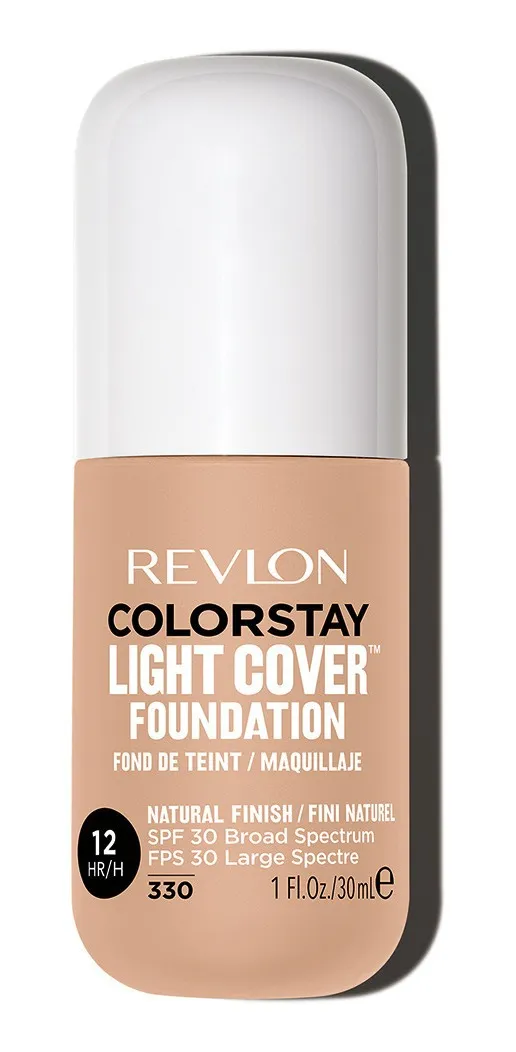 REVLON
COLORSTAY
LIGHT COVER™
FOUNDATION
FOND DE TEINT / MAQUILLAJE
NATURAL FINISH / FINI NATUREL
SPF 30 Broad Spectrum
FPS 30 Large Spectre
12
HR/H
330
1 Fl.Oz./30mL℮